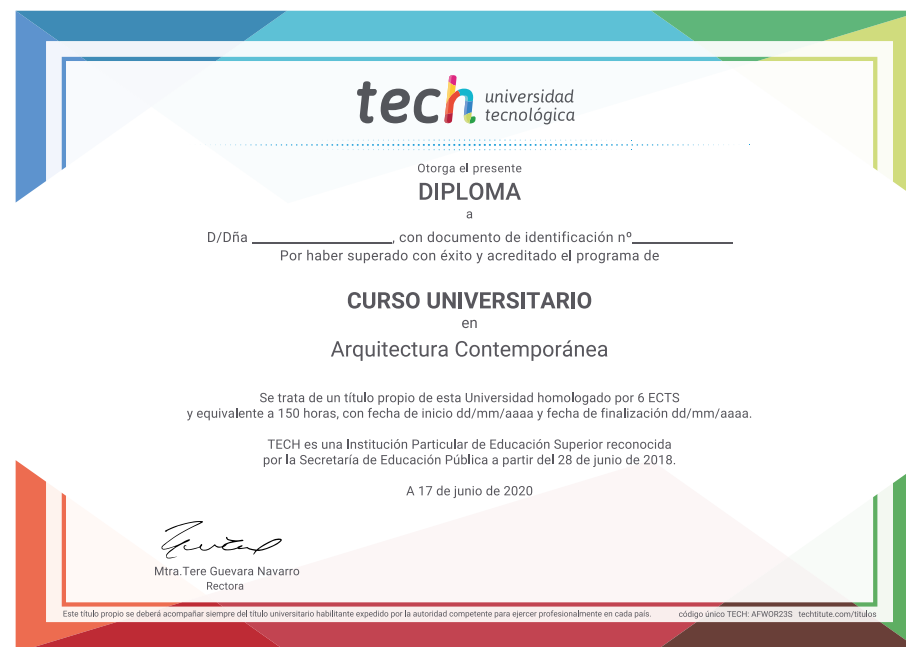 tech universidad
tecnológica
Otorga el presente
DIPLOMA
a
D/Dña ____________________, con documento de identificación nº______________
Por haber superado con éxito y acreditado el programa de
CURSO UNIVERSITARIO
en
Arquitectura Contemporánea
Se trata de un título propio de esta Universidad homologado por 6 ECTS
y equivalente a 150 horas, con fecha de inicio dd/mm/aaaa y fecha de finalización dd/mm/aaaa.
TECH es una Institución Particular de Educación Superior reconocida
por la Secretaría de Educación Pública a partir del 28 de junio de 2018.
A 17 de junio de 2020
Mtra.Tere Guevara Navarro
Rectora
Este título propio se deberá acompañar siempre del título universitario habilitante expedido por la autoridad competente para ejercer profesionalmente en cada país. código único TECH: AFWOR23S techtitute.com/titulos